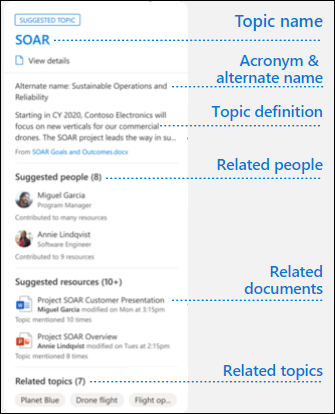 SUGGESTED TOPIC
Topic name
SOAR
View details
Acronym &
alternate name
Alternate name: Sustainable Operations and
Reliability
Starting in CY 2020, Contoso Electronics will
focus on new verticals for our commercial
drones. The SOAR project leads the way in su...
Topic definition
From SOAR Goals and Outcomes.docx
Suggested people (8)
Related people
Miguel Garcia
Program Manager
Contributed to many resources
Annie Lindqvist
Software Engineer
Contributed to 9 resources
Suggested resources (10+)
Related
documents
Project SOAR Customer Presentation
Miguel Garcia modified on Mon at 3:15pm
Topic mentioned 10 times
Project SOAR Overview
Annie Lindqvist modified on Tues at 2:15pm
Topic mentioned 8 times
Related topics (7)
Related topics
Planet Blue
Drone flight
Flight op...